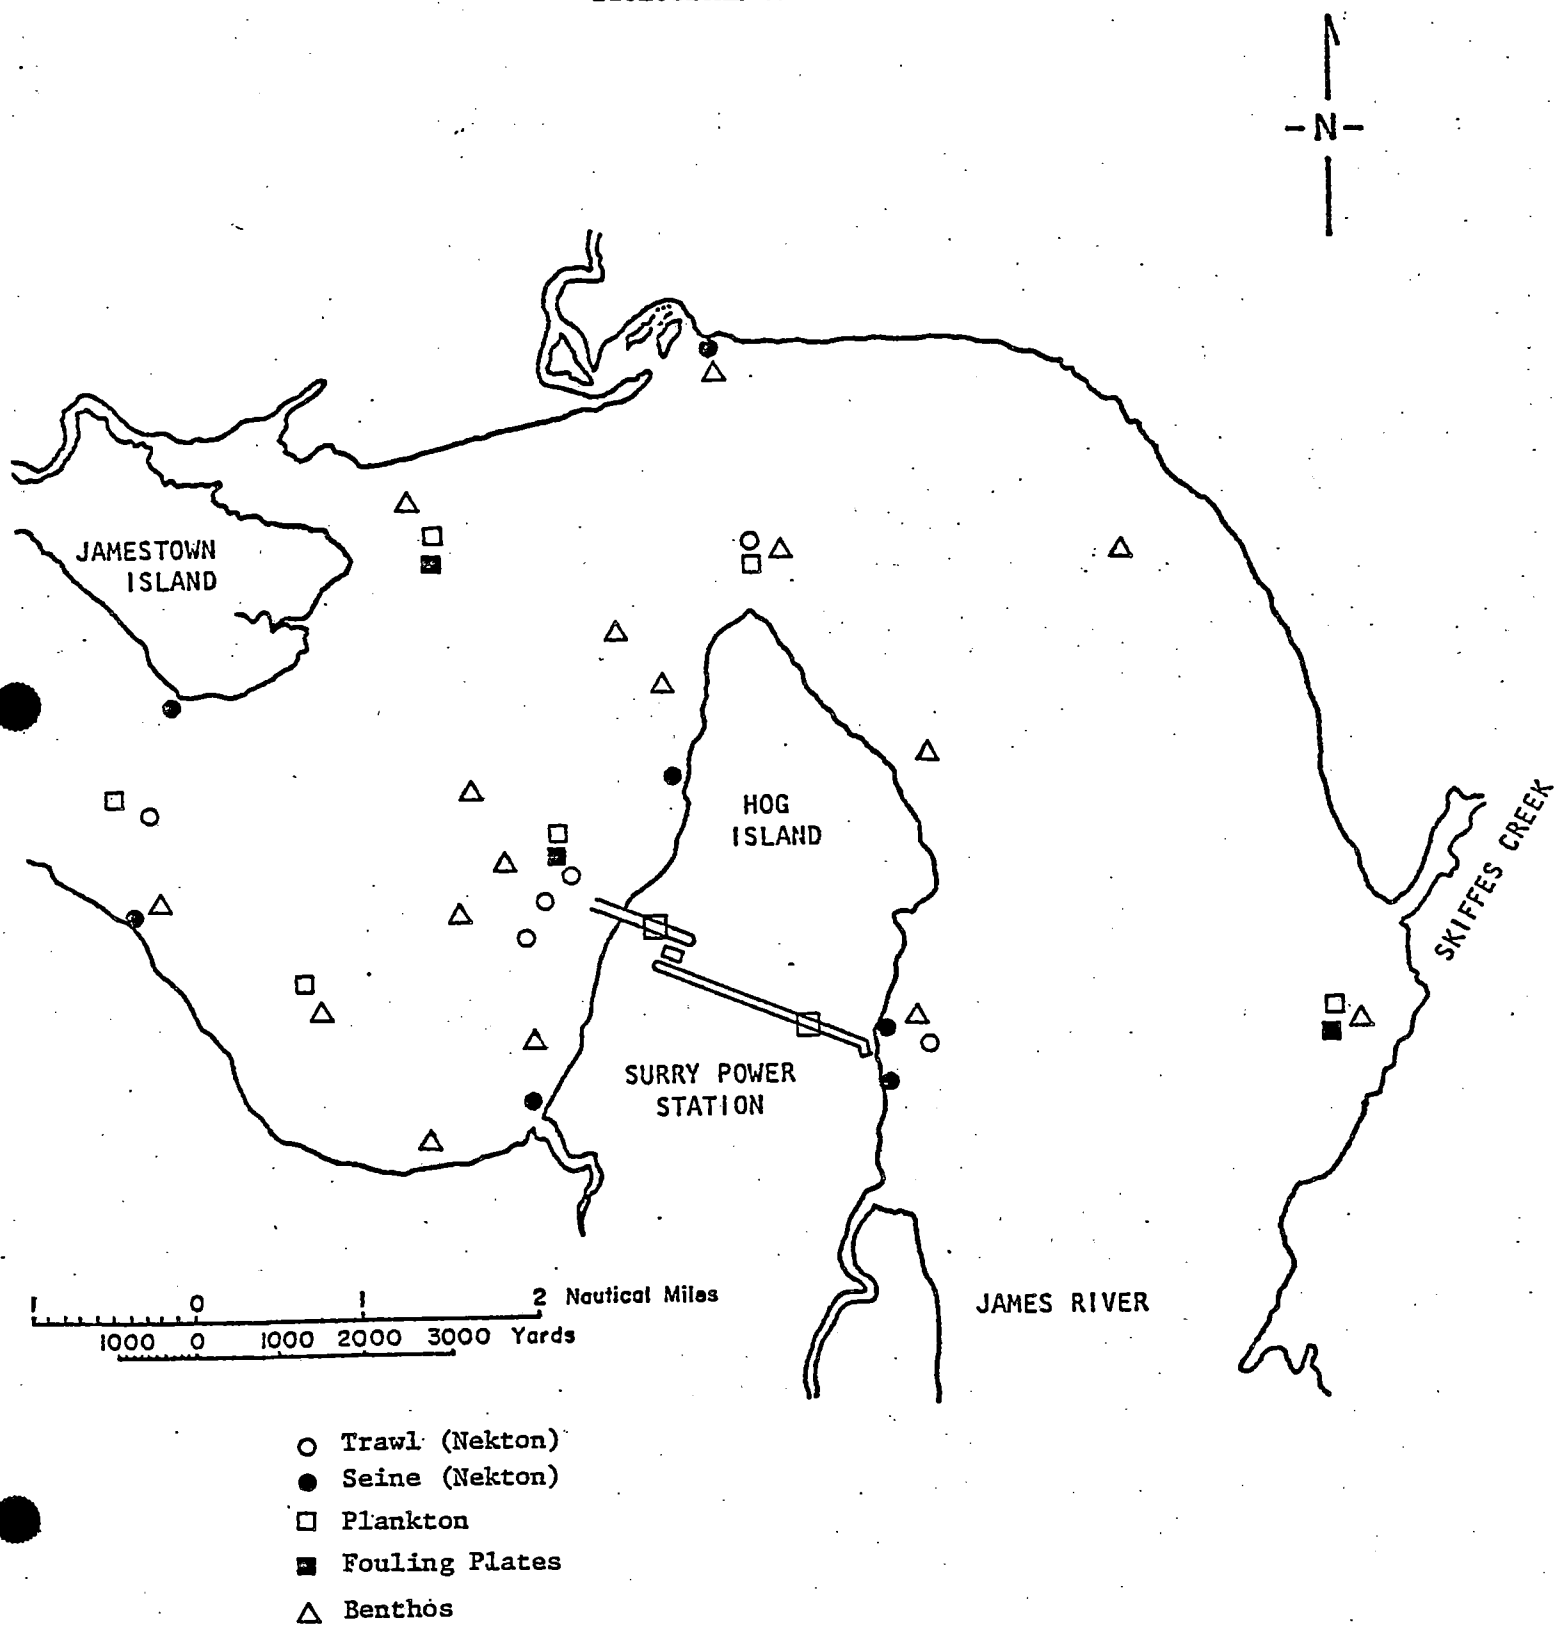 -N-
JAMESTOWN
ISLAND
HOG
ISLAND
SKIFFES CREEK
SURRY POWER
STATION
JAMES RIVER
1 0 1 2 Nautical Miles
1000 0 1000 2000 3000 Yards
Trawl (Nekton)
Seine (Nekton)
Plankton
Fouling Plates
Benthos